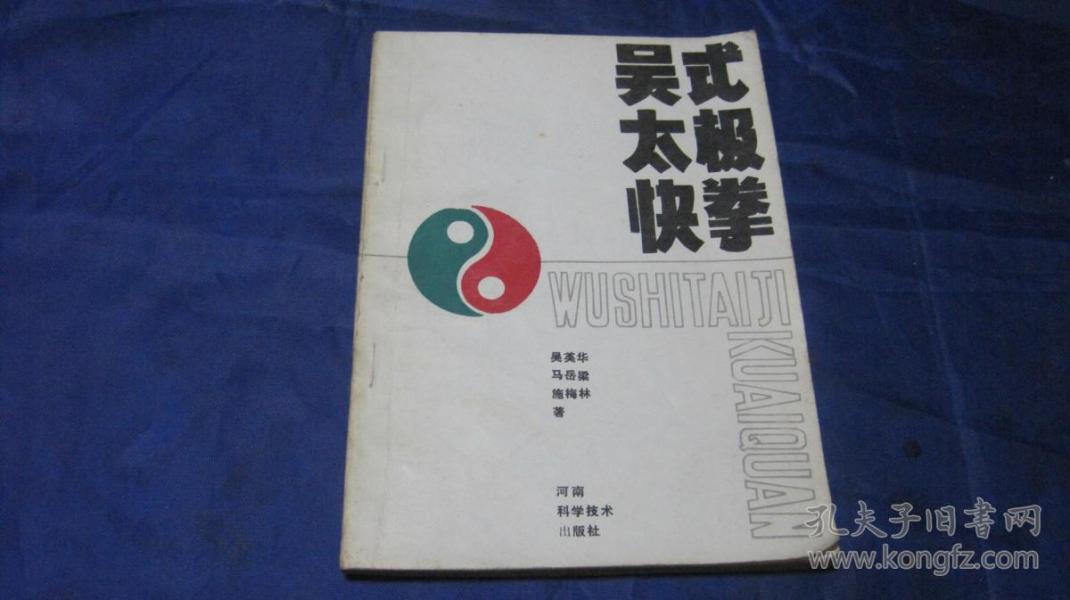 吴式
太极
快拳
WUSHITAIJI
KUAIQUAN
吴英华
马岳梁
施梅林
著
河南
科学技术
出版社
孔夫子旧书网
www.kongfz.com